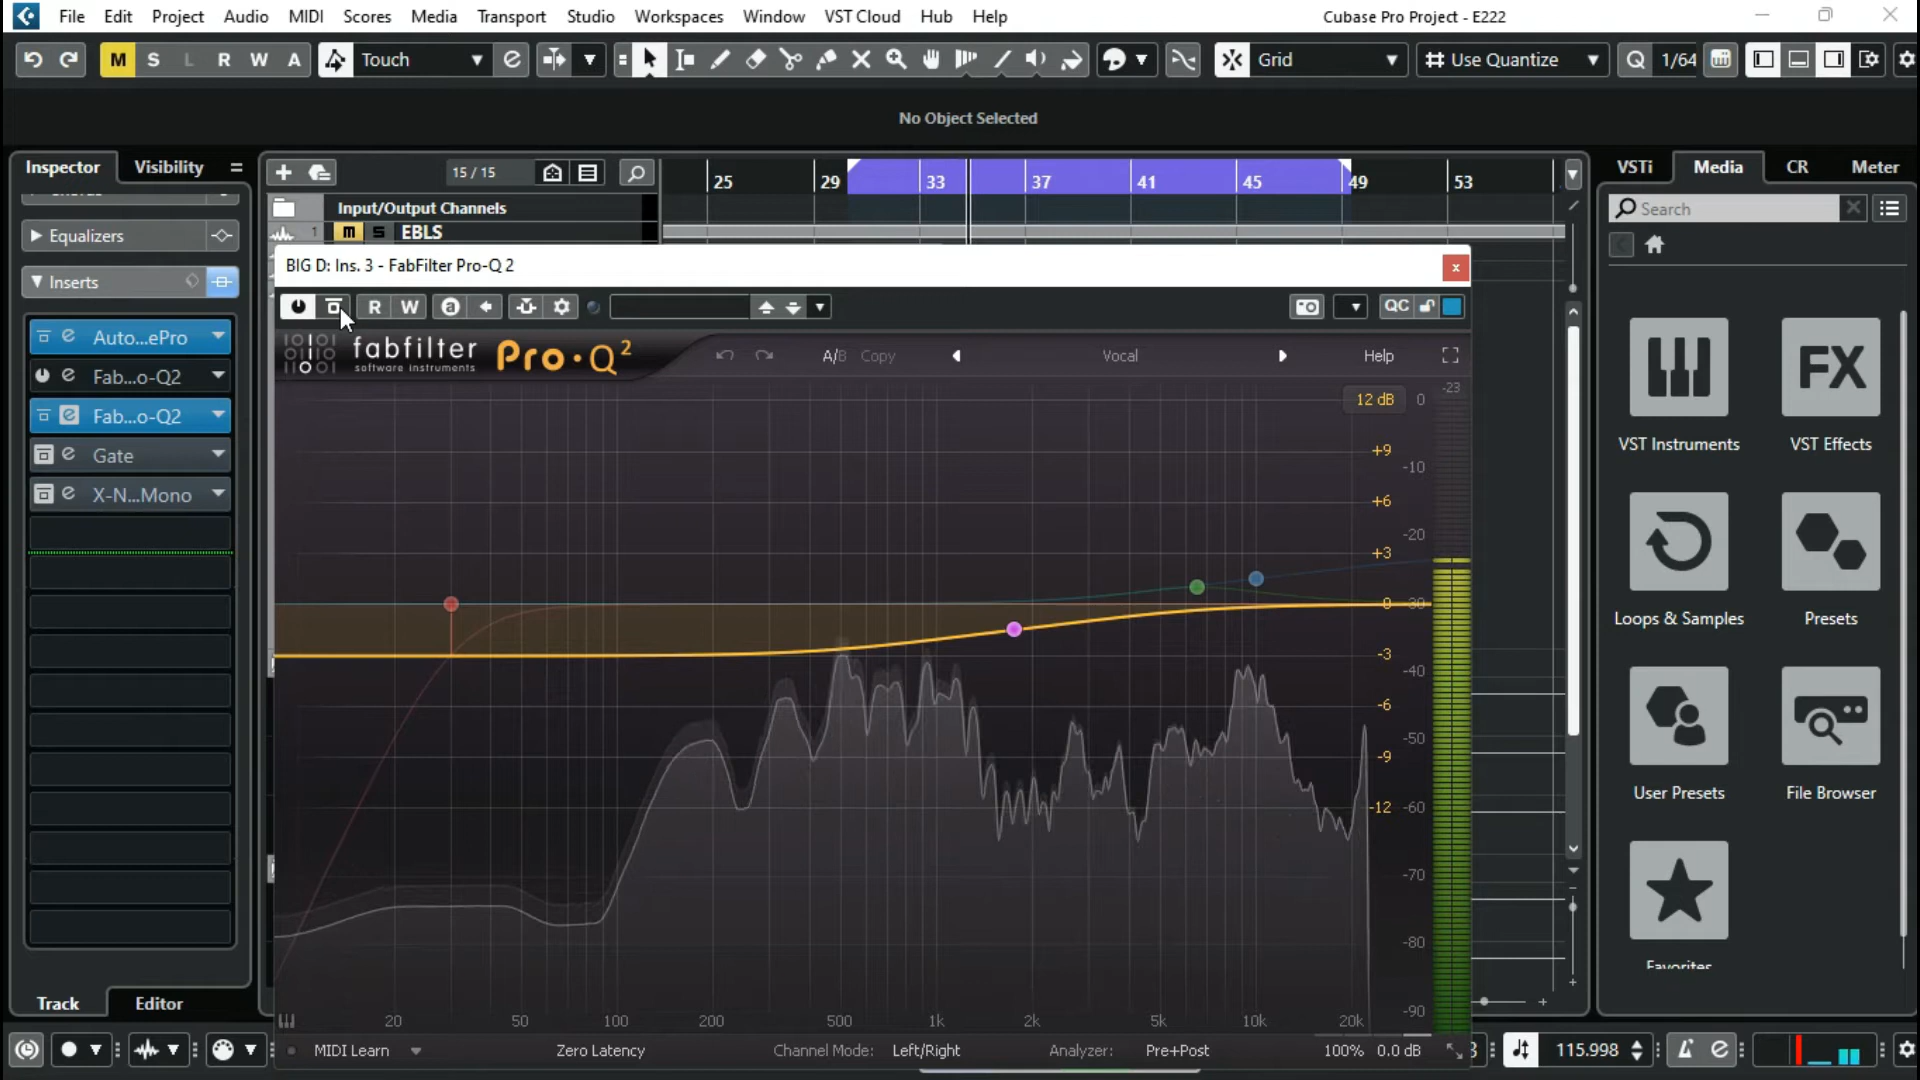 File Edit Project Audio MIDI Scores Media Transport Studio Workspaces Window VST Cloud Hub Help Cubase Pro Project - E222
M S L R W A Touch Grid Use Quantize Q 1/64
No Object Selected
Inspector Visibility 15 / 15 25 29 33 37 41 45 49 53 VSTi Media CR Meter
Input/Output Channels Search
1 m S EBLS
Equalizers
BIG D: Ins. 3 - FabFilter Pro-Q 2 x
Inserts
R W a QC
Auto...ePro
fabfilter Pro·Q2 A/B Copy Vocal Help
software instruments
Fab...o-Q2
Fab...o-Q2
Gate
X-N...Mono
12 dB 0 -23
+9 -10
+6 -20
+3
0 -30
-3 -40
-6
-9 -50
-12 -60
-70
-80
-90
20 50 100 200 500 1k 2k 5k 10k 20k
MIDI Learn Zero Latency Channel Mode: Left/Right Analyzer: Pre+Post 100% 0.0 dB
FX
VST Instruments VST Effects
Loops & Samples Presets
User Presets File Browser
Favorites
Track Editor
3 115.998